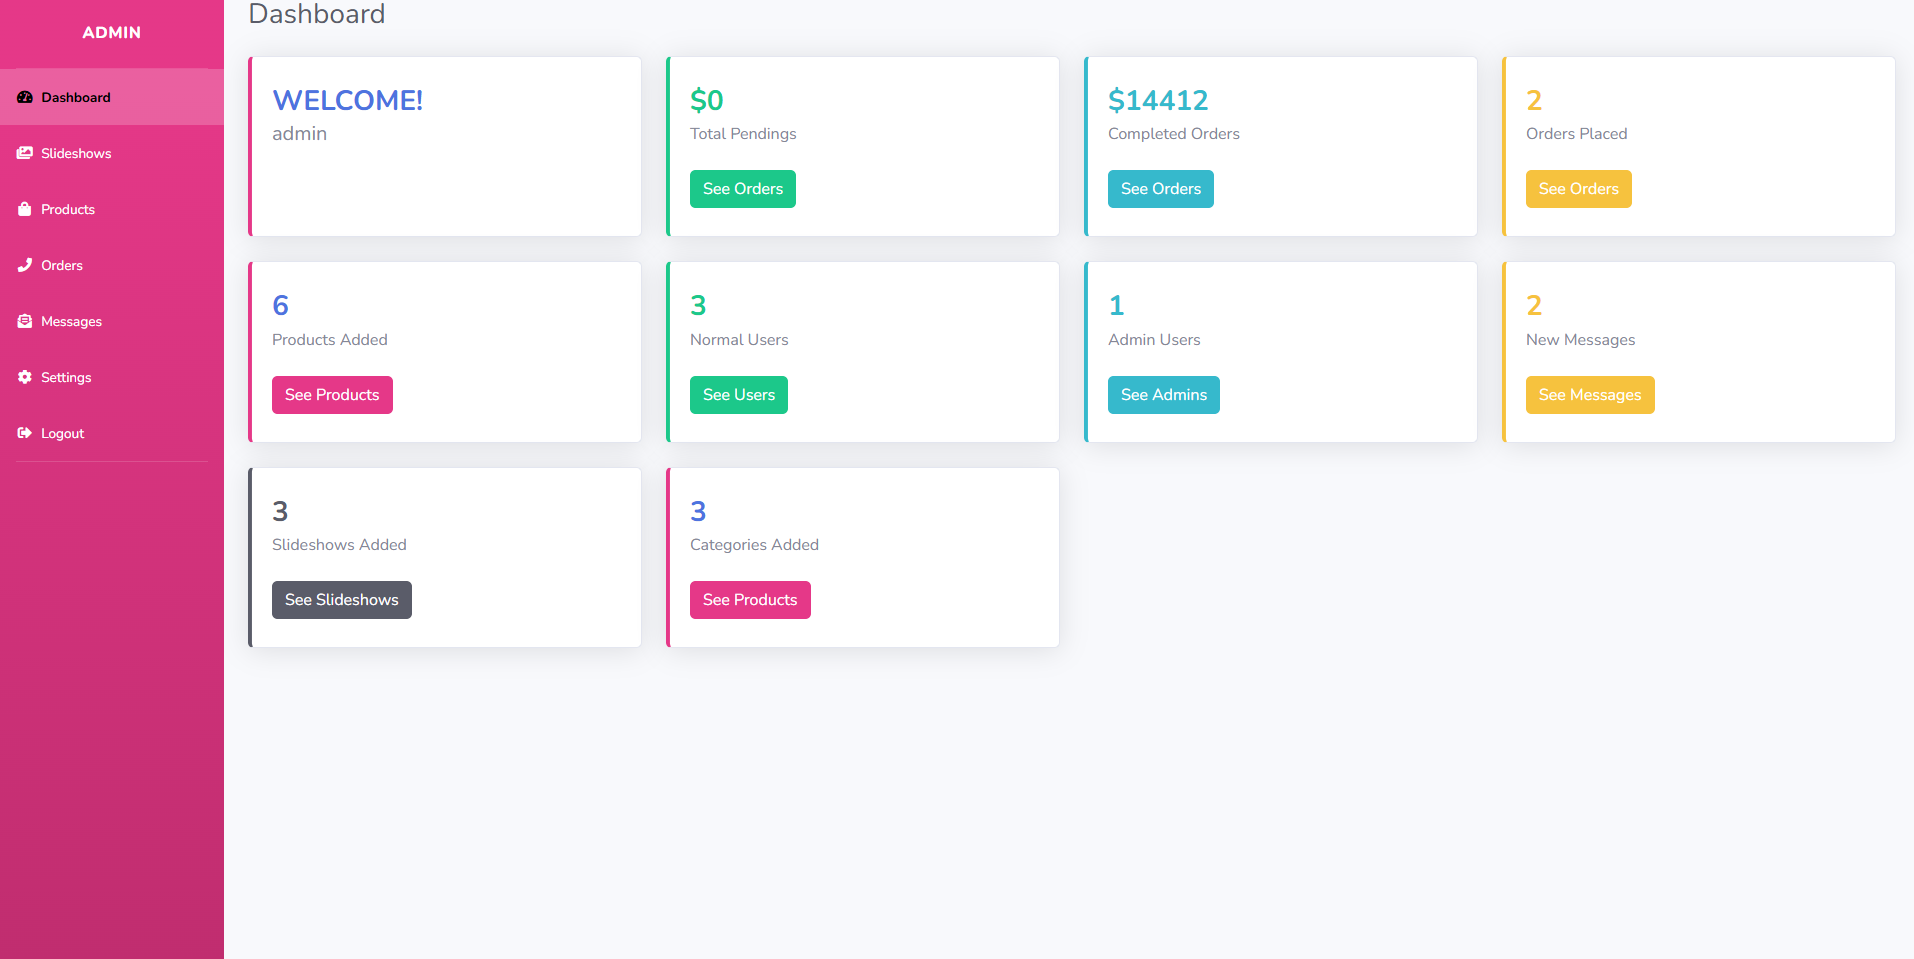 ADMIN
Dashboard
Slideshows
Products
Orders
Messages
Settings
Logout
Dashboard
WELCOME!
admin
$0
Total Pendings
See Orders
$14412
Completed Orders
See Orders
2
Orders Placed
See Orders
6
Products Added
See Products
3
Normal Users
See Users
1
Admin Users
See Admins
2
New Messages
See Messages
3
Slideshows Added
See Slideshows
3
Categories Added
See Products